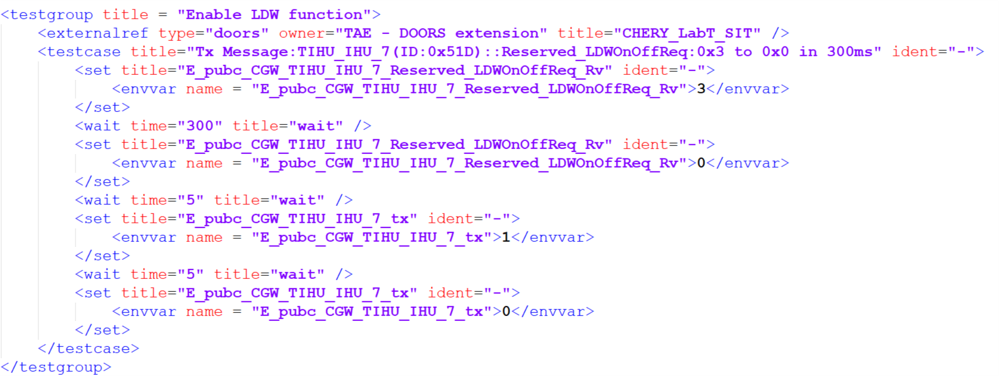 <testgroup title = "Enable LDW function">
<externalref type="doors" owner="TAE - DOORS extension" title="CHERY_LabT_SIT" />
<testcase title="Tx Message:TIHU_IHU_7(ID:0x51D)::Reserved_LDWOnOffReq:0x3 to 0x0 in 300ms" ident="-">
<set title="E_pubc_CGW_TIHU_IHU_7_Reserved_LDWOnOffReq_Rv" ident="-">
<envvar name = "E_pubc_CGW_TIHU_IHU_7_Reserved_LDWOnOffReq_Rv">3</envvar>
</set>
<wait time="300" title="wait" />
<set title="E_pubc_CGW_TIHU_IHU_7_Reserved_LDWOnOffReq_Rv" ident="-">
<envvar name = "E_pubc_CGW_TIHU_IHU_7_Reserved_LDWOnOffReq_Rv">0</envvar>
</set>
<wait time="5" title="wait" />
<set title="E_pubc_CGW_TIHU_IHU_7_tx" ident="-">
<envvar name = "E_pubc_CGW_TIHU_IHU_7_tx">1</envvar>
</set>
<wait time="5" title="wait" />
<set title="E_pubc_CGW_TIHU_IHU_7_tx" ident="-">
<envvar name = "E_pubc_CGW_TIHU_IHU_7_tx">0</envvar>
</set>
</testcase>
</testgroup>